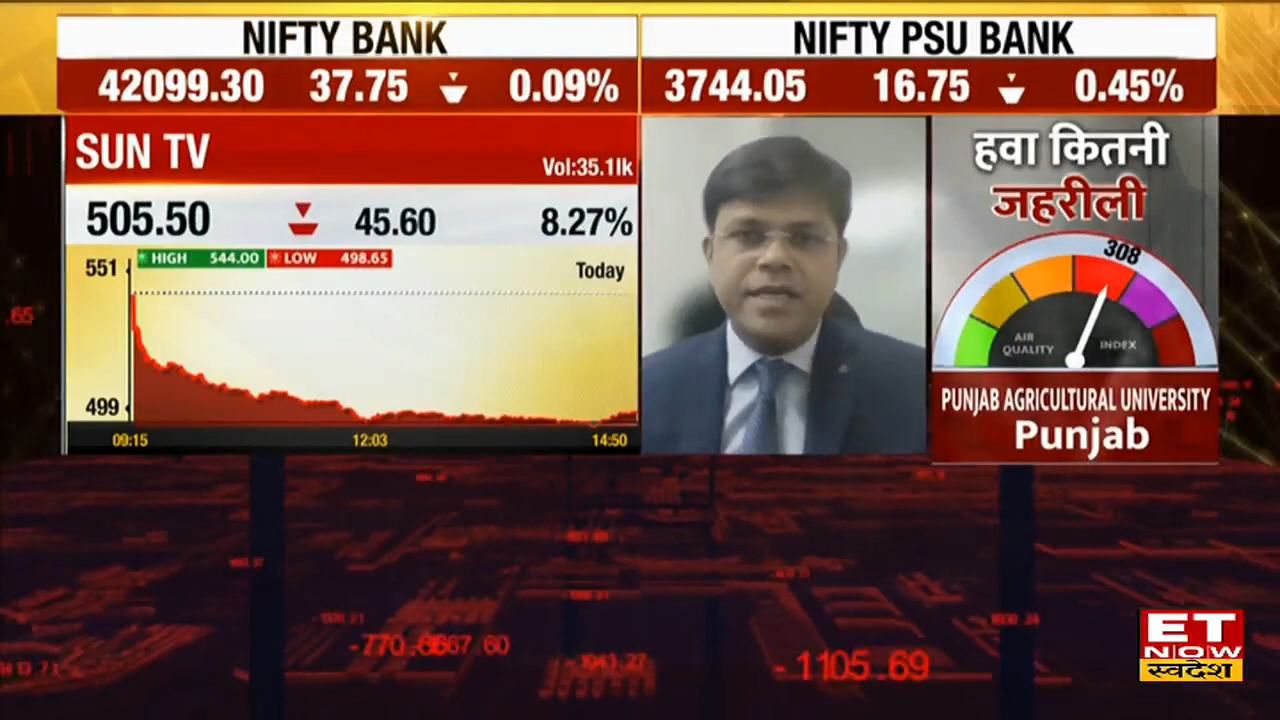 NIFTY BANK
42099.30 37.75 0.09%
NIFTY PSU BANK
3744.05 16.75 0.45%
SUN TV
Vol:35.1lk
505.50 45.60 8.27%
HIGH 544.00 LOW 498.65
551
Today
499
09:15 12:03 14:50
हवा कितनी
जहरीली
308
AIR
QUALITY
INDEX
PUNJAB AGRICULTURAL UNIVERSITY
Punjab
.65
- 1105.69
ET
NOW
स्वदेश